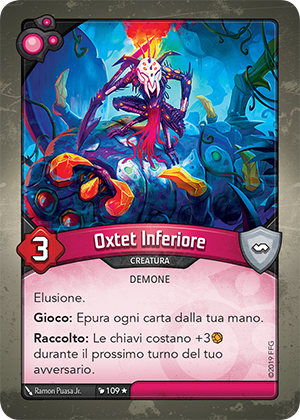 Oxtet Inferiore
CREATURA
3
DEMONE
Elusione.
Gioco: Epura ogni carta dalla tua mano.
Raccolto: Le chiavi costano +3
durante il prossimo turno del tuo
avversario.
Ramon Puasa Jr.
109
©2019 FFG